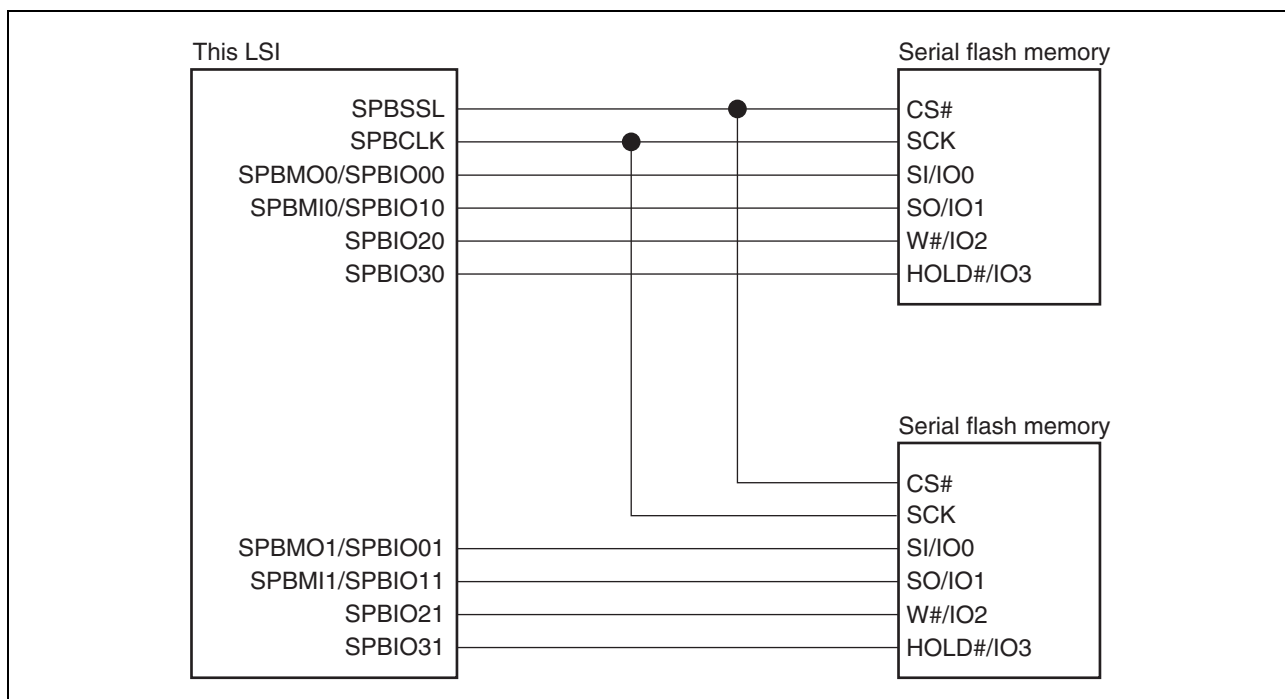 This LSI
SPBSSL
SPBCLK
SPBMO0/SPBIO00
SPBMI0/SPBIO10
SPBIO20
SPBIO30
SPBMO1/SPBIO01
SPBMI1/SPBIO11
SPBIO21
SPBIO31
Serial flash memory
CS#
SCK
SI/IO0
SO/IO1
W#/IO2
HOLD#/IO3
Serial flash memory
CS#
SCK
SI/IO0
SO/IO1
W#/IO2
HOLD#/IO3